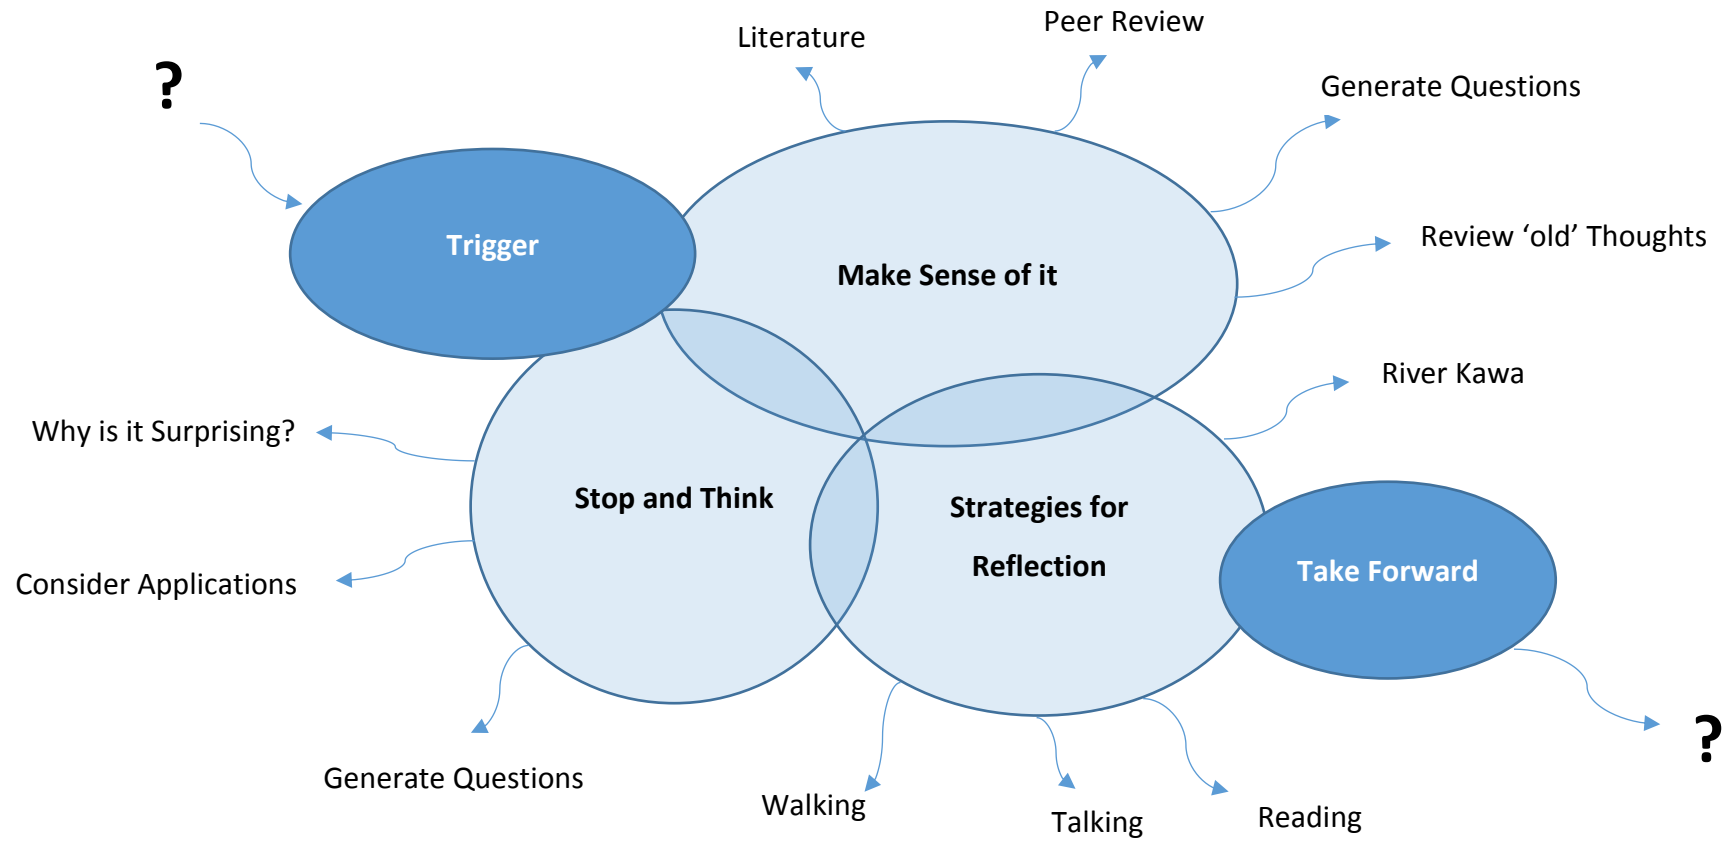 Peer Review
Literature
?
Generate Questions
Trigger
Review ‘old’ Thoughts
Make Sense of it
River Kawa
Why is it Surprising?
Stop and Think
Strategies for
Reflection
Take Forward
Consider Applications
?
Generate Questions
Walking
Talking
Reading